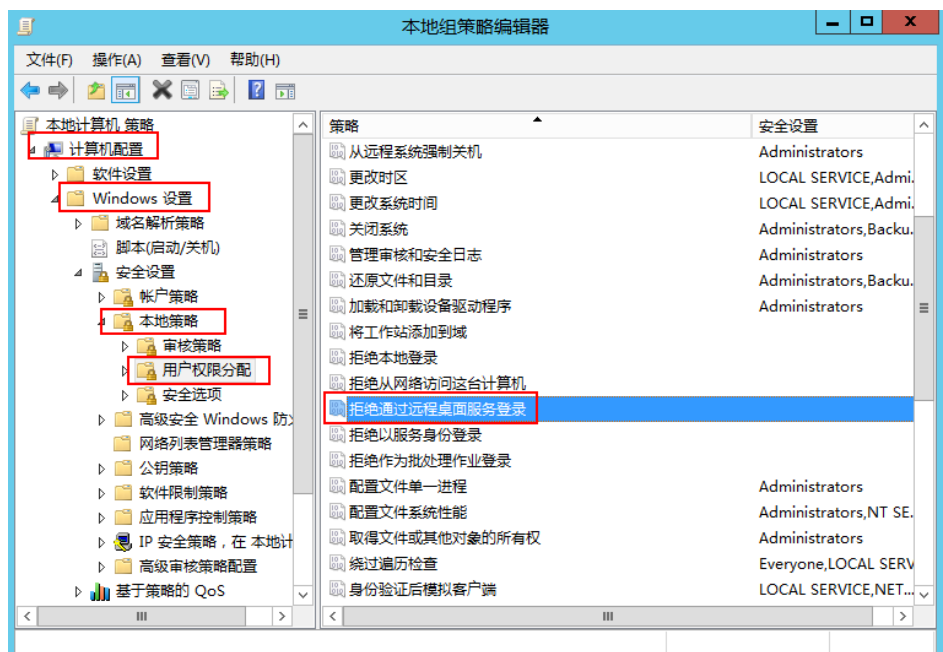 本地组策略编辑器
文件(F) 操作(A) 查看(V) 帮助(H)
本地计算机 策略
计算机配置
软件设置
Windows 设置
域名解析策略
脚本(启动/关机)
安全设置
帐户策略
本地策略
审核策略
用户权限分配
安全选项
高级安全 Windows 防
网络列表管理器策略
公钥策略
软件限制策略
应用程序控制策略
IP 安全策略，在 本地计
高级审核策略配置
基于策略的 QoS
策略 安全设置
从远程系统强制关机 Administrators
更改时区 LOCAL SERVICE,Admi.
更改系统时间 LOCAL SERVICE,Admi.
关闭系统 Administrators,Backu.
管理审核和安全日志 Administrators
还原文件和目录 Administrators,Backu.
加载和卸载设备驱动程序 Administrators
将工作站添加到域
拒绝本地登录
拒绝从网络访问这台计算机
拒绝通过远程桌面服务登录
拒绝以服务身份登录
拒绝作为批处理作业登录
配置文件单一进程 Administrators
配置文件系统性能 Administrators,NT SE.
取得文件或其他对象的所有权 Administrators
绕过遍历检查 Everyone,LOCAL SERV
身份验证后模拟客户端 LOCAL SERVICE,NET...